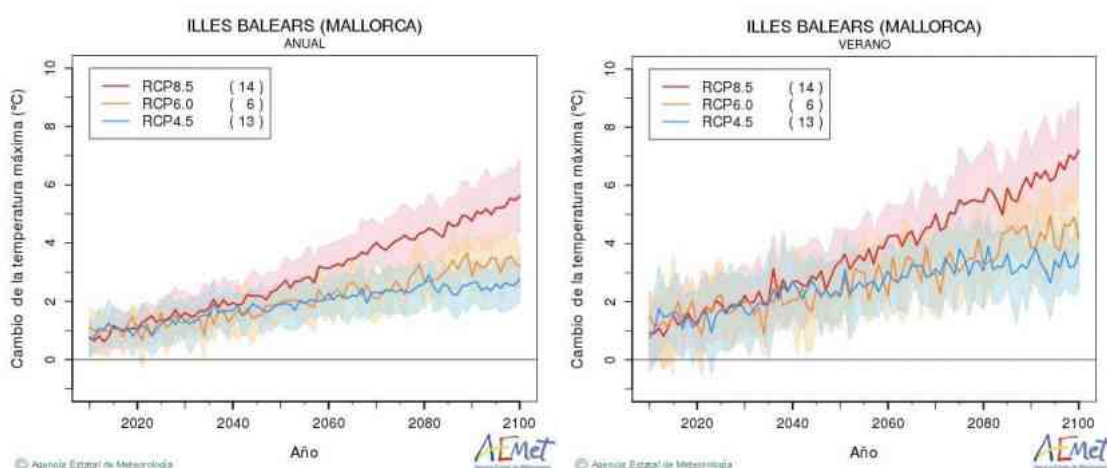 ILLES BALEARS (MALLORCA)
ANUAL
Cambio de la temperatura máxima (ºC)
10
8
6
4
2
0
RCP8.5 ( 14 )
RCP6.0 ( 6 )
RCP4.5 ( 13 )
2020 2040 2060 2080 2100
Año
© Agencia Estatal de Meteorología
AEMet
ILLES BALEARS (MALLORCA)
VERANO
Cambio de la temperatura máxima (ºC)
10
8
6
4
2
0
RCP8.5 ( 14 )
RCP6.0 ( 6 )
RCP4.5 ( 13 )
2020 2040 2060 2080 2100
Año
© Agencia Estatal de Meteorología
AEMet